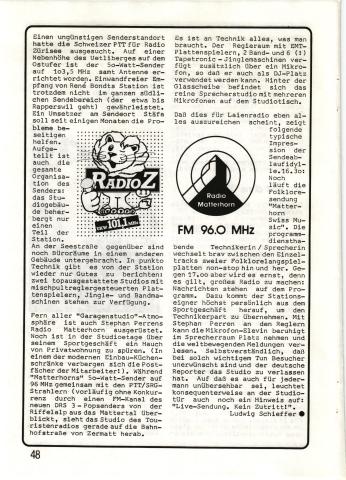 Einen ungünstigen Senderstandort
hatte die Schweizer PTT für Radio
Zürisee ausgesucht. Auf einer
Nebenhöhe des Uetliberges auf dem
Ostufer ist der 50-Watt-Sender
auf 103,5 MHz samt Antenne er-
richtet worden. Einwandfreier Em-
pfang von René Bondts Station ist
trotzdem nicht im ganzen südli-
chen Sendebereich (der etwa bis
Rapperswil geht) gewährleistet.
Ein Umsetzer am Sendeort Stäfa
soll seit einigen Monaten die Pro-
bleme be-
seitigen
helfen.
Aufge-
teilt ist
auch die
gesamte
Organisa-
tion des
Senders:
das Stu-
diogebäu-
de beher-
bergt nur
einen
Teil der
Station.
An der Seestraße gegenüber sind
noch Büroräume in einem anderen
Gebäude untergebracht. In punkto
Technik gibt es von der Station
wieder nur Gutes zu berichten:
zwei topausgestattete Studios mit
mischpultreglergesteuerten Plat-
tenspielern, Jingle- und Bandma-
schinen stehen zur Verfügung.
Fern aller "Garagenstudio"-Atmo-
sphäre ist auch Stephan Perrens
Radio Matterhorn ausgerüstet.
Noch ist in der Studioetage über
seinem Sportgeschäft ein Hauch
von Privatwohnung zu spüren. (In
einem der modernen Einbau-Küchen-
schränke verbergen sich die Post-
fächer der Mitarbeiter!). Während
"Matterhorns" 50-Watt-Sender auf
96 MHz gemeinsam mit den PTT/SRG-
Strahlern (vorläufig ohne Konkur-
renz durch einen FM-Kanal des
neuen DRS 3 -Popsenders von der
Riffelalp aus das Mattertal über-
blickt, sieht das Studio des Tou-
ristenradios gerade auf die Bahn-
hofstraße von Zermatt herab.
RADIO Z
NEW 101,1 MHz
Es ist an Technik alles, was man
braucht. Der Regieraum mit EMT-
Plattenspielern, 2 Band- und 6 (!)
Tapetronic-Jinglemaschinen ver-
fügt zusätzlich über ein Mikro-
fon, so daß er auch als DJ-Platz
verwendet werden kann. Hinter der
Glasscheibe befindet sich das
reine Sprecherstudio mit mehreren
Mikrofonen auf dem Studiotisch.
Daß dies für Laienradio eben al-
les auszureichen scheint, zeigt
folgende
typische
Impres-
sion der
Sendeab-
laufidyl-
le.16.30:
Noch
läuft die
Folklore-
sendung
"Matter-
horn
Swiss Mu-
sic". Die
programm-
diensttha-
bende Technikerin/Sprecherin
wechselt brav zwischen den Einzel-
tracks zweier Folklorelangspiel-
platten non-stop hin und her. Ge-
gen 17.00 aber wird es ernst, denn
es gilt, großes Radio zu machen:
Nachrichten stehen auf dem Pro-
gramm. Dazu kommt der Stations-
eigner höchst persönlich aus dem
Sportgeschäft herauf, um den
Technikerpart zu übernehmen. Mit
Stephan Perren an den Reglern
kann die Mikrofon-Elevin beruhigt
im Sprecherraum Platz nehmen und
die weltbewegenden Meldungen ver-
lesen. Selbstverständlich, daß
bei solch wichtigem Tun Besucher
unerwünscht sind und der deutsche
Reporter das Studio zu verlassen
hat. Auf daß es auch für jeder-
mann unübersehbar sei, leuchtet
konsequenterweise an der Studio-
tür auch noch ein Hinweis auf:
"Live-Sendung. Kein Zutritt!".
Ludwig Schieffer
Radio
Matterhorn
FM 96.0 MHz
48